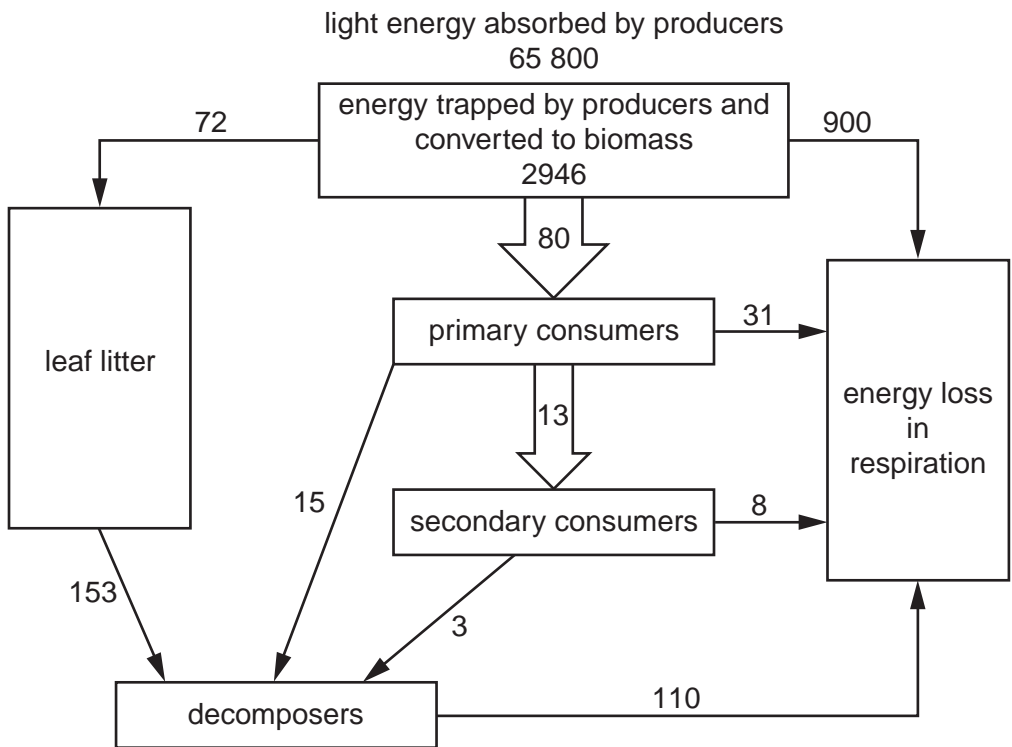 light energy absorbed by producers
65 800
energy trapped by producers and
converted to biomass
2946
72
900
80
leaf litter
primary consumers
31
energy loss
in
respiration
13
15
secondary consumers
8
153
3
decomposers
110